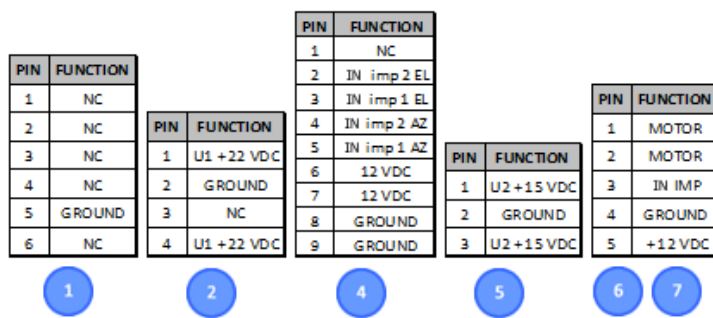 PIN FUNCTION
1 NC
2 NC
3 NC
4 NC
5 GROUND
6 NC
1
PIN FUNCTION
1 U1 +22 VDC
2 GROUND
3 NC
4 U1 +22 VDC
2
PIN FUNCTION
1 NC
2 IN imp 2 EL
3 IN imp 1 EL
4 IN imp 2 AZ
5 IN imp 1 AZ
6 12 VDC
7 12 VDC
8 GROUND
9 GROUND
4
PIN FUNCTION
1 U2 +15 VDC
2 GROUND
3 U2 +15 VDC
5
PIN FUNCTION
1 MOTOR
2 MOTOR
3 IN IMP
4 GROUND
5 +12 VDC
6 7